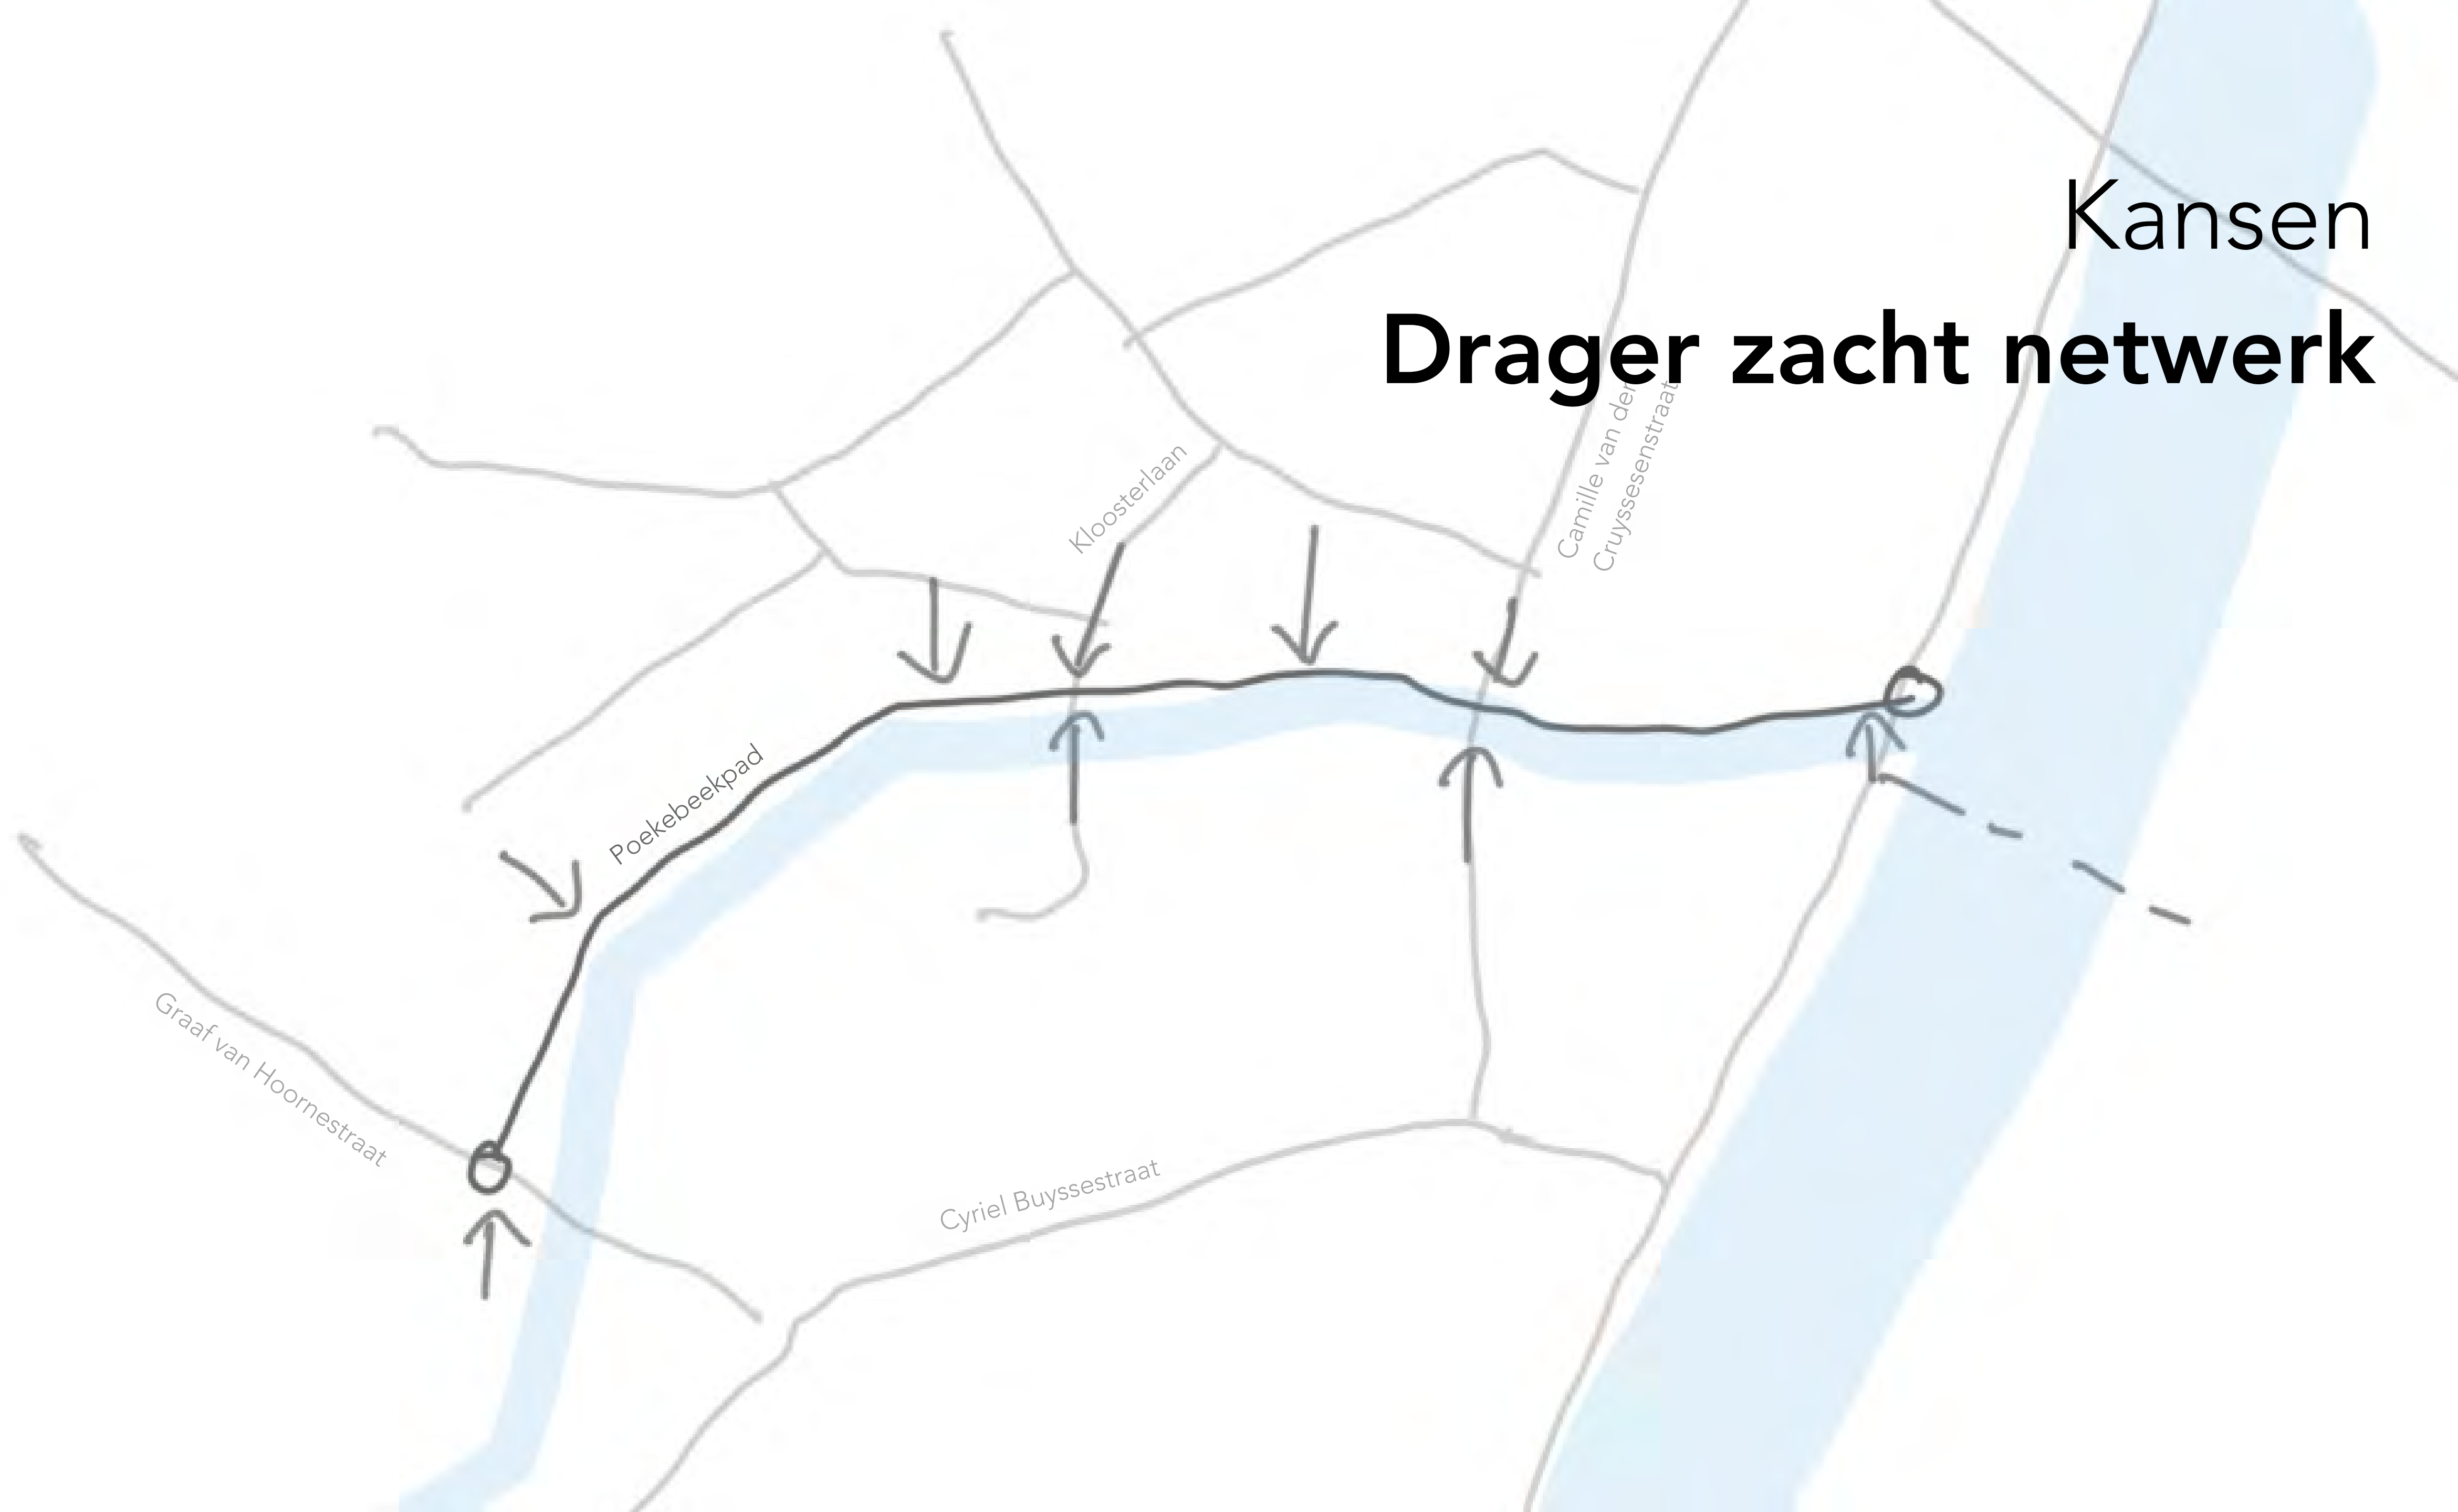 Kansen
Drager zacht netwerk
Camille van der
Cruyssesenstraat
Kloosterlaan
Poekebeekpad
Graaf van Hoornestraat
Cyriel Buyssestraat